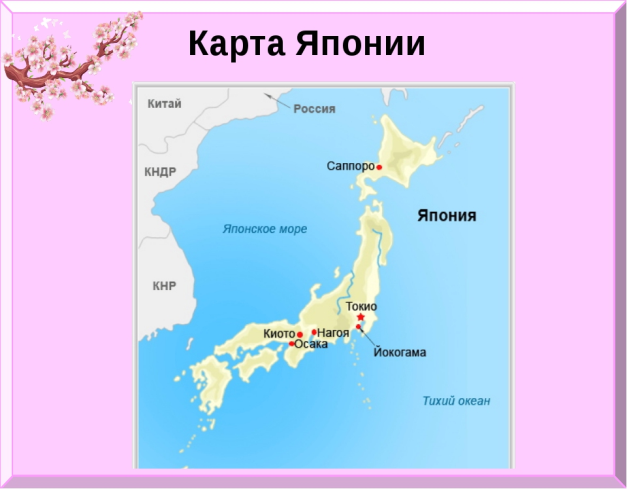 Карта Японии
Китай
Россия
Саппоро
КНДР
Япония
Японское море
КНР
Токио
Киото
Нагоя
Осака
Йокогама
Тихий океан